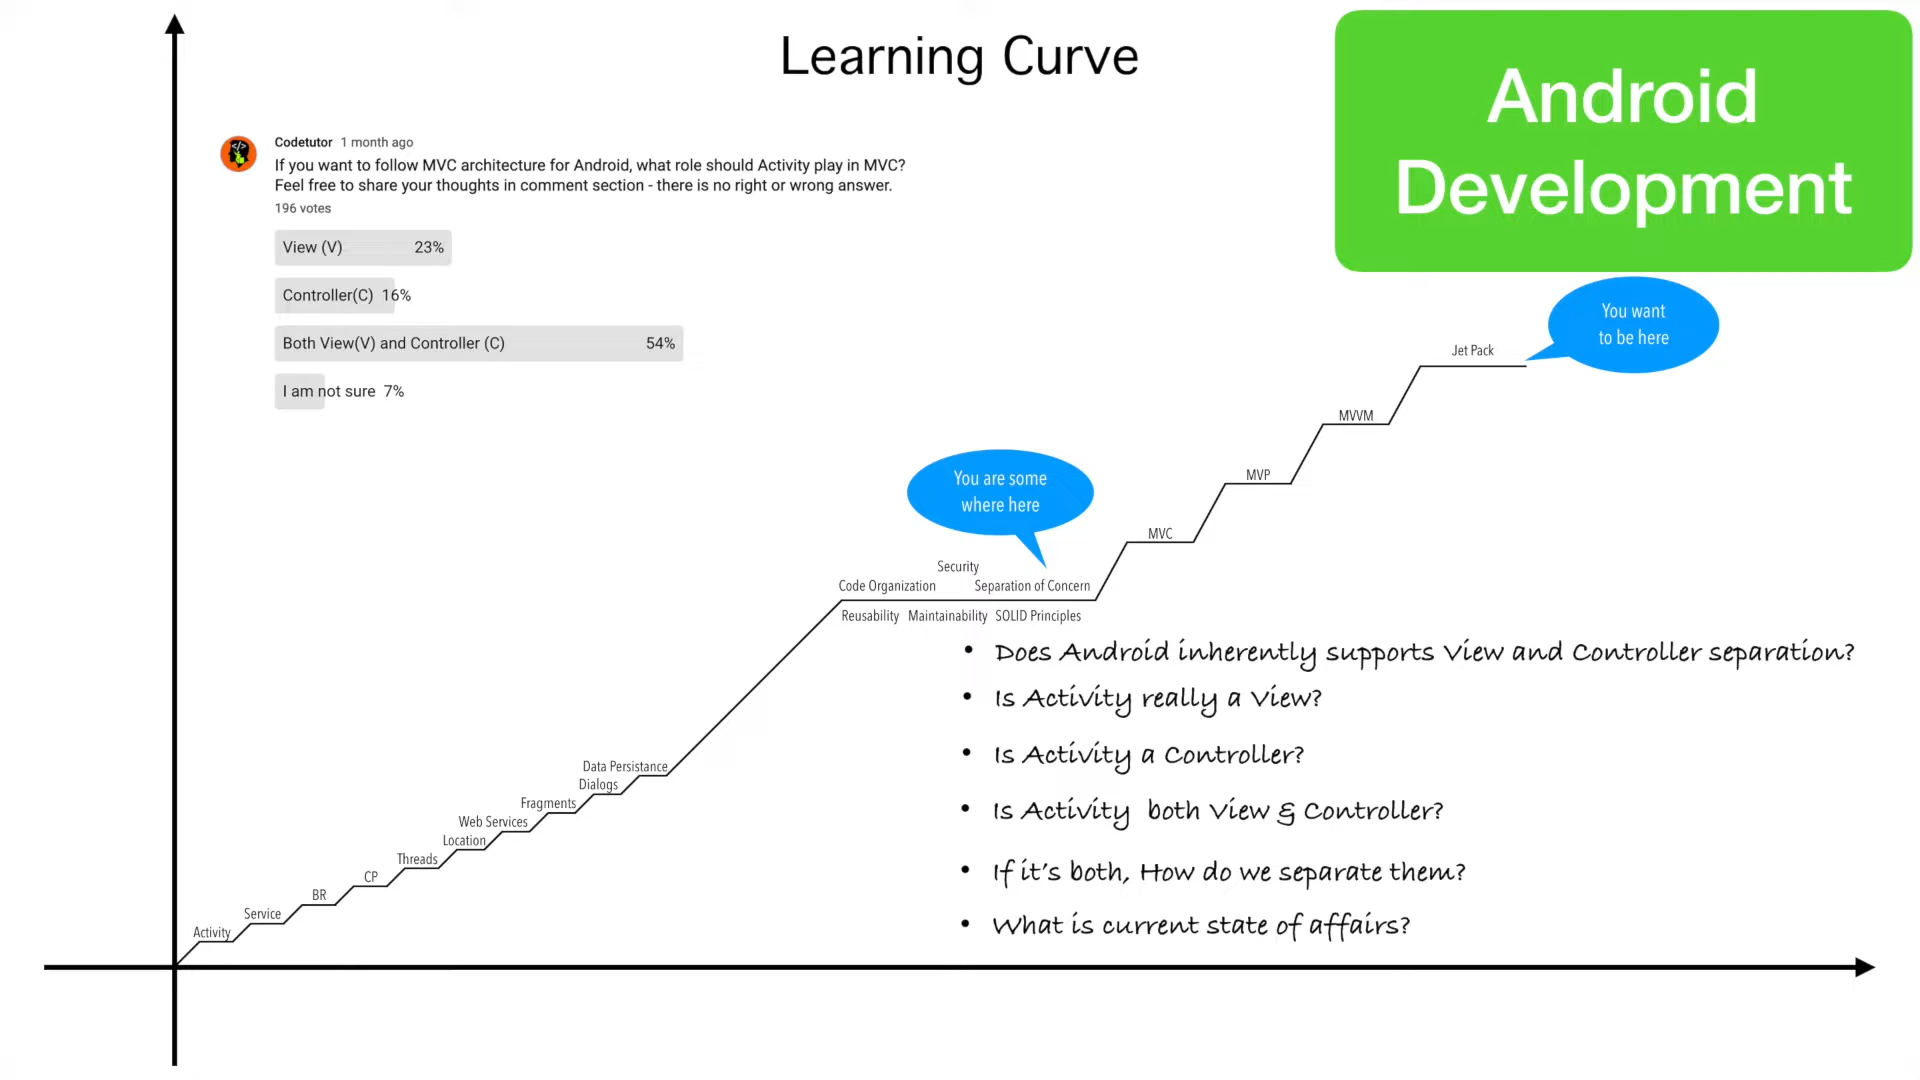 Learning Curve
Android
Development
Codetutor 1 month ago
If you want to follow MVC architecture for Android, what role should Activity play in MVC?
Feel free to share your thoughts in comment section - there is no right or wrong answer.
196 votes
View (V) 23%
Controller(C) 16%
Both View(V) and Controller (C) 54%
I am not sure 7%
You want
to be here
Jet Pack
MVVM
MVP
MVC
You are some
where here
Security
Code Organization Separation of Concern
Reusability Maintainability SOLID Principles
• Does Android inherently supports View and Controller separation?
• Is Activity really a View?
• Is Activity a Controller?
• Is Activity both View & Controller?
• If it's both, How do we separate them?
• What is current state of affairs?
Data Persistance
Dialogs
Fragments
Web Services
Location
Threads
CP
BR
Service
Activity